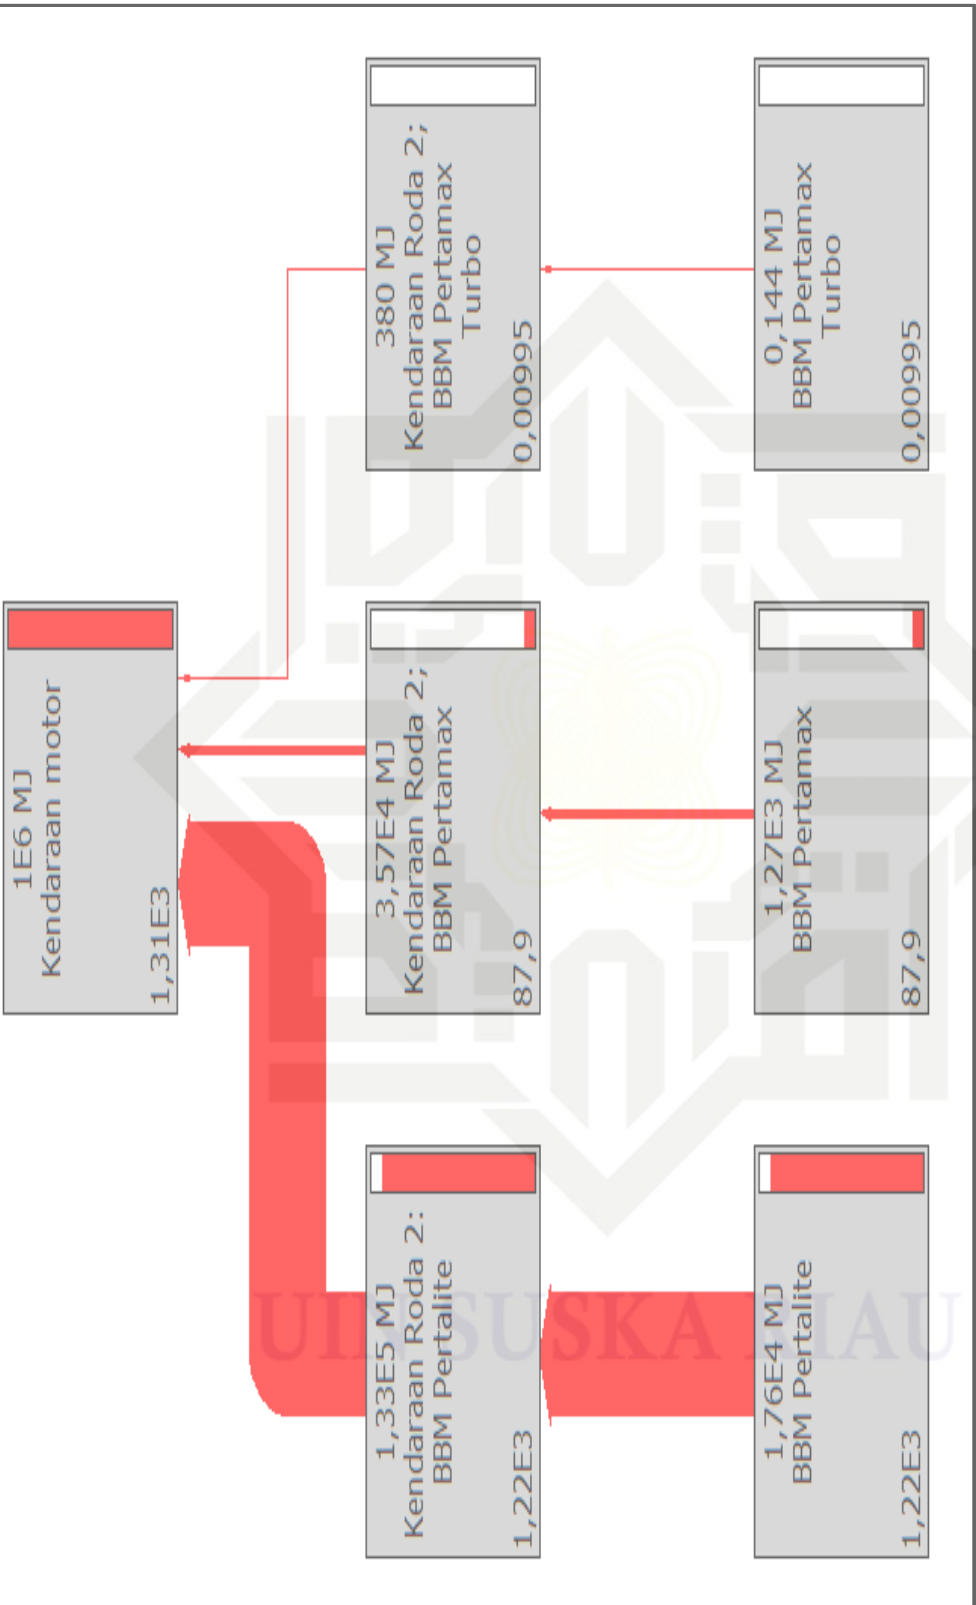 1E6 MJ
Kendaraan motor
1,31E3
1,33E5 MJ
Kendaraan Roda 2:
BBM Pertalite
1,22E3
3,57E4 MJ
Kendaraan Roda 2;
BBM Pertamax
87,9
380 MJ
Kendaraan Roda 2;
BBM Pertamax
Turbo
0,00995
1,76E4 MJ
BBM Pertalite
1,22E3
1,27E3 MJ
BBM Pertamax
87,9
0,144 MJ
BBM Pertamax
Turbo
0,00995
UIN SUSKA RIAU